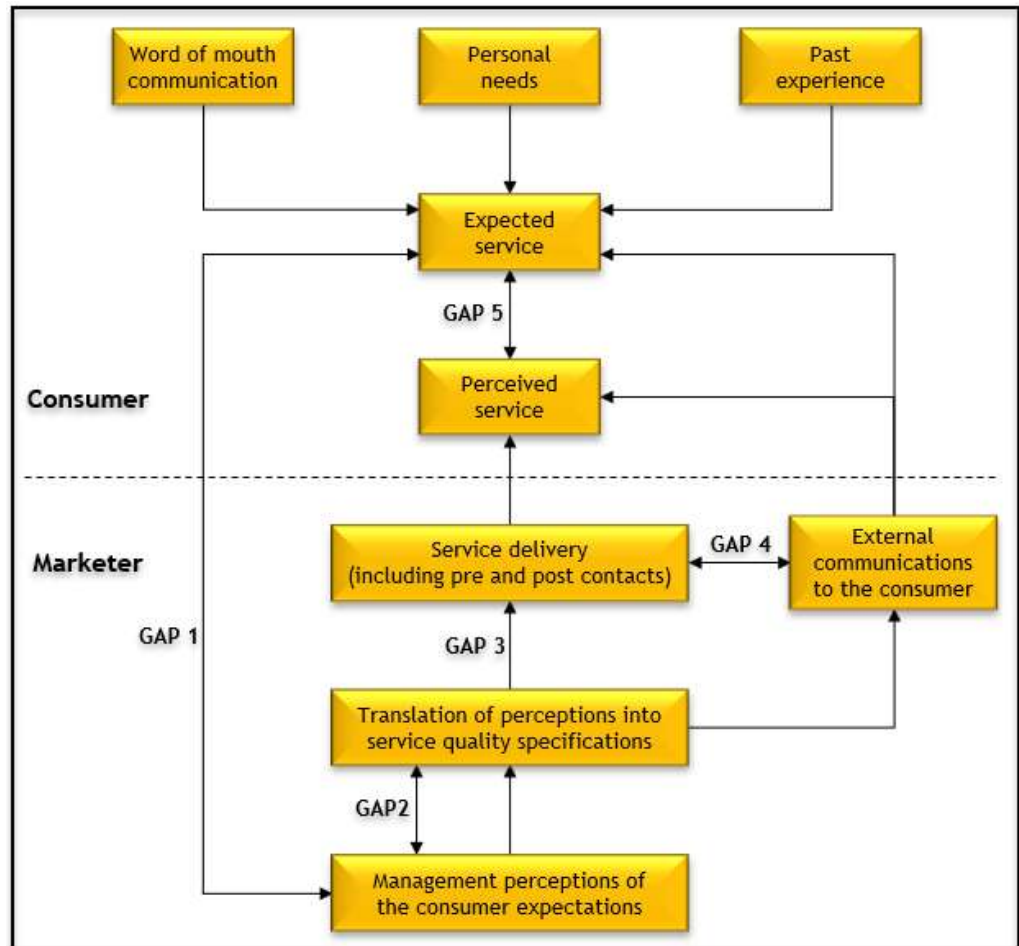 Word of mouth
communication
Personal
needs
Past
experience
Expected
service
GAP 5
Perceived
service
Consumer
Marketer
Service delivery
(including pre and post contacts)
GAP 4
External
communications
to the consumer
GAP 1
GAP 3
Translation of perceptions into
service quality specifications
GAP2
Management perceptions of
the consumer expectations